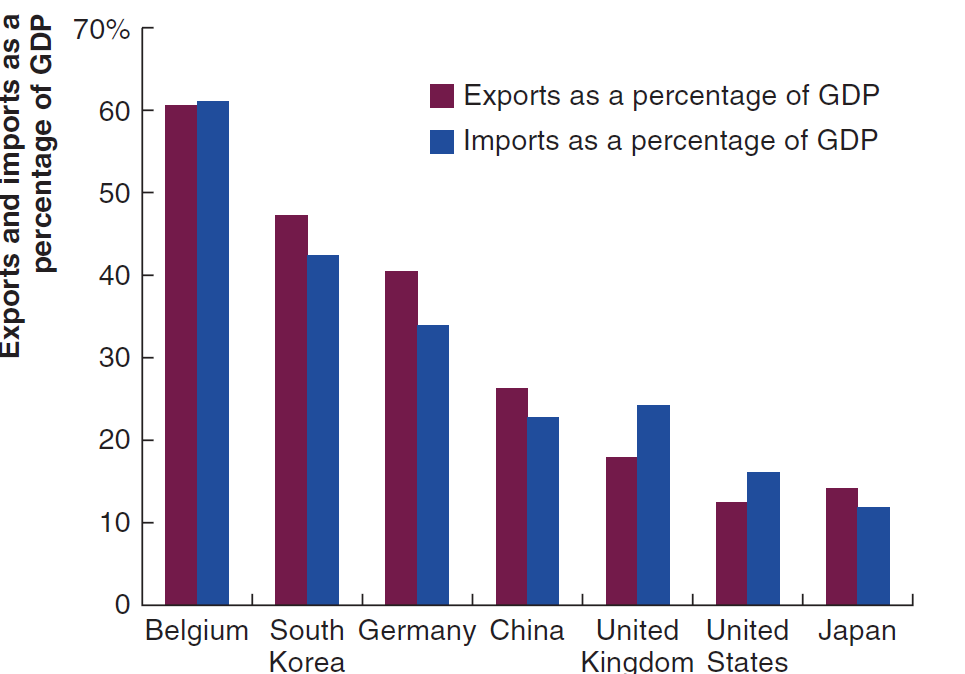 Exports and imports as a
percentage of GDP
70%
60
50
40
30
20
10
0
Exports as a percentage of GDP
Imports as a percentage of GDP
Belgium
South
Korea
Germany
China
United
Kingdom
United
States
Japan